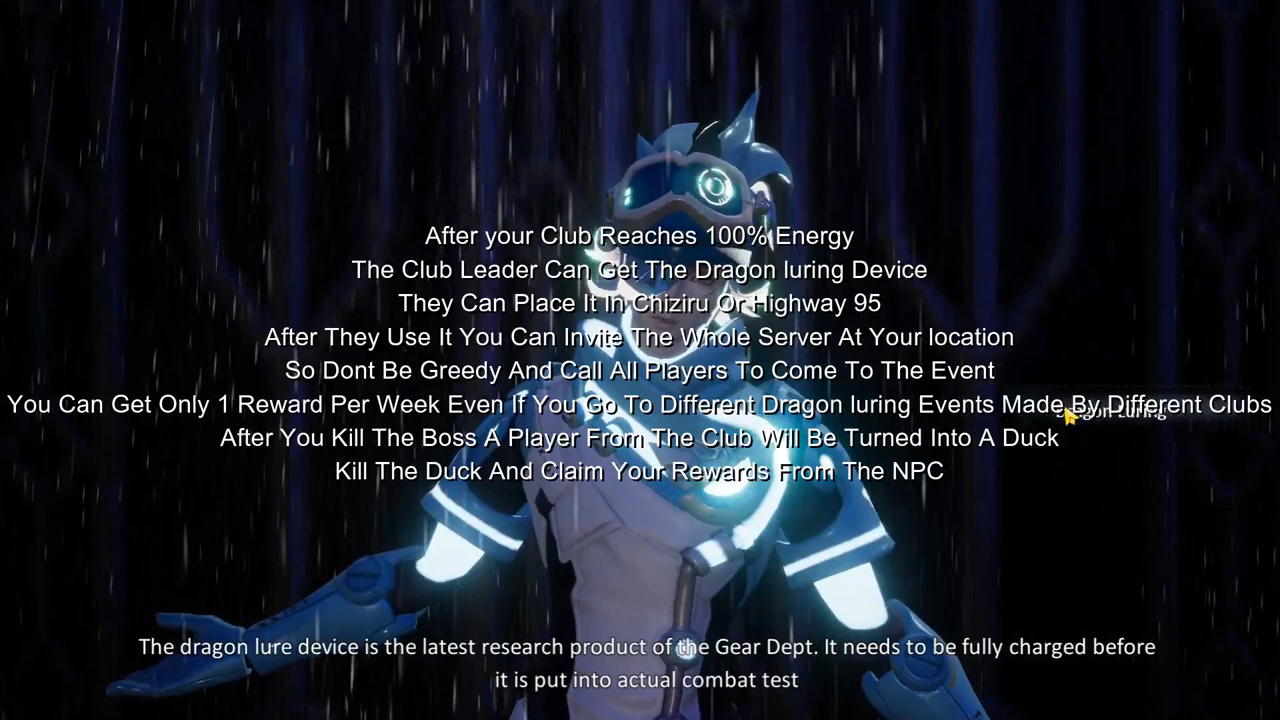 After your Club Reaches 100% Energy
The Club Leader Can Get The Dragon luring Device
They Can Place It In Chiziru Or Highway 95
After They Use It You Can Invite The Whole Server At Your location
So Dont Be Greedy And Call All Players To Come To The Event
You Can Get Only 1 Reward Per Week Even If You Go To Different Dragon luring Events Made By Different Clubs
After You Kill The Boss A Player From The Club Will Be Turned Into A Duck
Kill The Duck And Claim Your Rewards From The NPC
The dragon lure device is the latest research product of the Gear Dept. It needs to be fully charged before
it is put into actual combat test